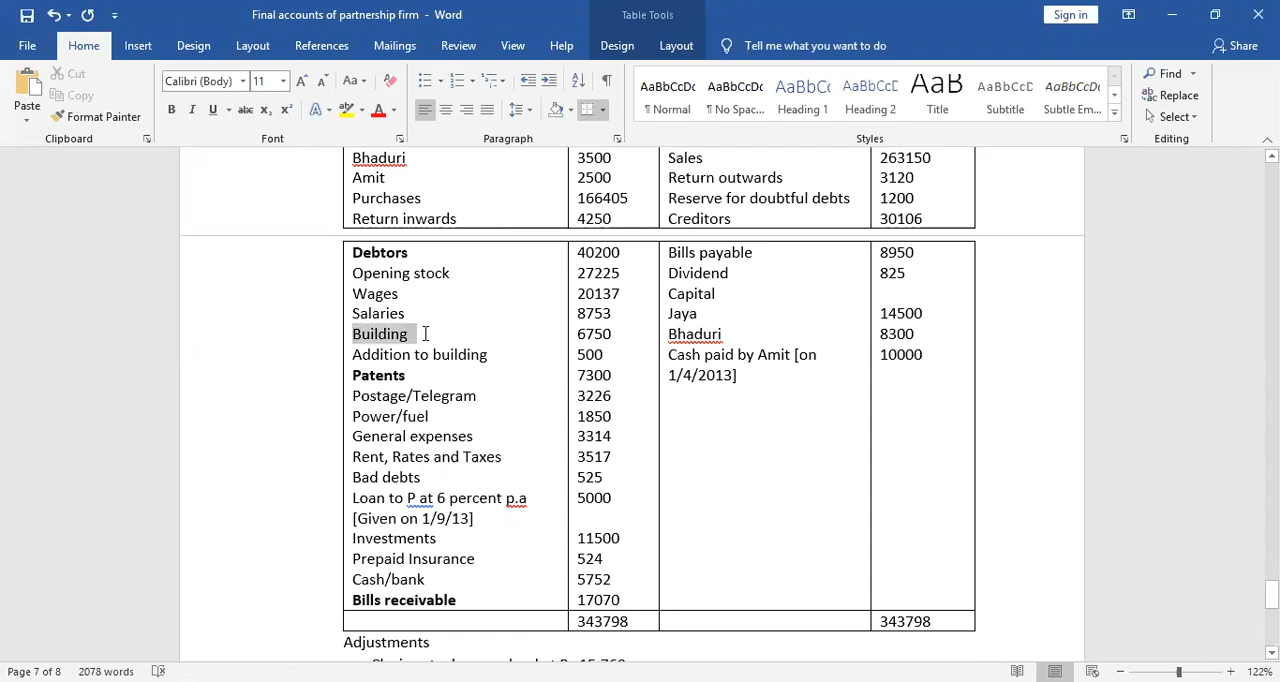 Final accounts of partnership firm - Word
Table Tools
Sign in
File
Home
Insert
Design
Layout
References
Mailings
Review
View
Help
Design
Layout
Tell me what you want to do
Share
Paste
Cut
Copy
Format Painter
Clipboard
Calibri (Body)
11
Font
Paragraph
AaBbCcDc
¶ Normal
AaBbCcDc
¶ No Spac...
AaBbCc
Heading 1
AaBbCcC
Heading 2
AaB
Title
AaBbCcD
Subtitle
AaBbCcDc
Subtle Em...
Styles
Find
Replace
Select
Editing
Bhaduri 3500 Sales 263150
Amit 2500 Return outwards 3120
Purchases 166405 Reserve for doubtful debts 1200
Return inwards 4250 Creditors 30106
Debtors 40200 Bills payable 8950
Opening stock 27225 Dividend 825
Wages 20137 Capital
Salaries 8753 Jaya 14500
Building 6750 Bhaduri 8300
Addition to building 500 Cash paid by Amit [on 10000
Patents 7300 1/4/2013]
Postage/Telegram 3226
Power/fuel 1850
General expenses 3314
Rent, Rates and Taxes 3517
Bad debts 525
Loan to P at 6 percent p.a 5000
[Given on 1/9/13]
Investments 11500
Prepaid Insurance 524
Cash/bank 5752
Bills receivable 17070
343798 343798
Adjustments
Page 7 of 8
2078 words
122%